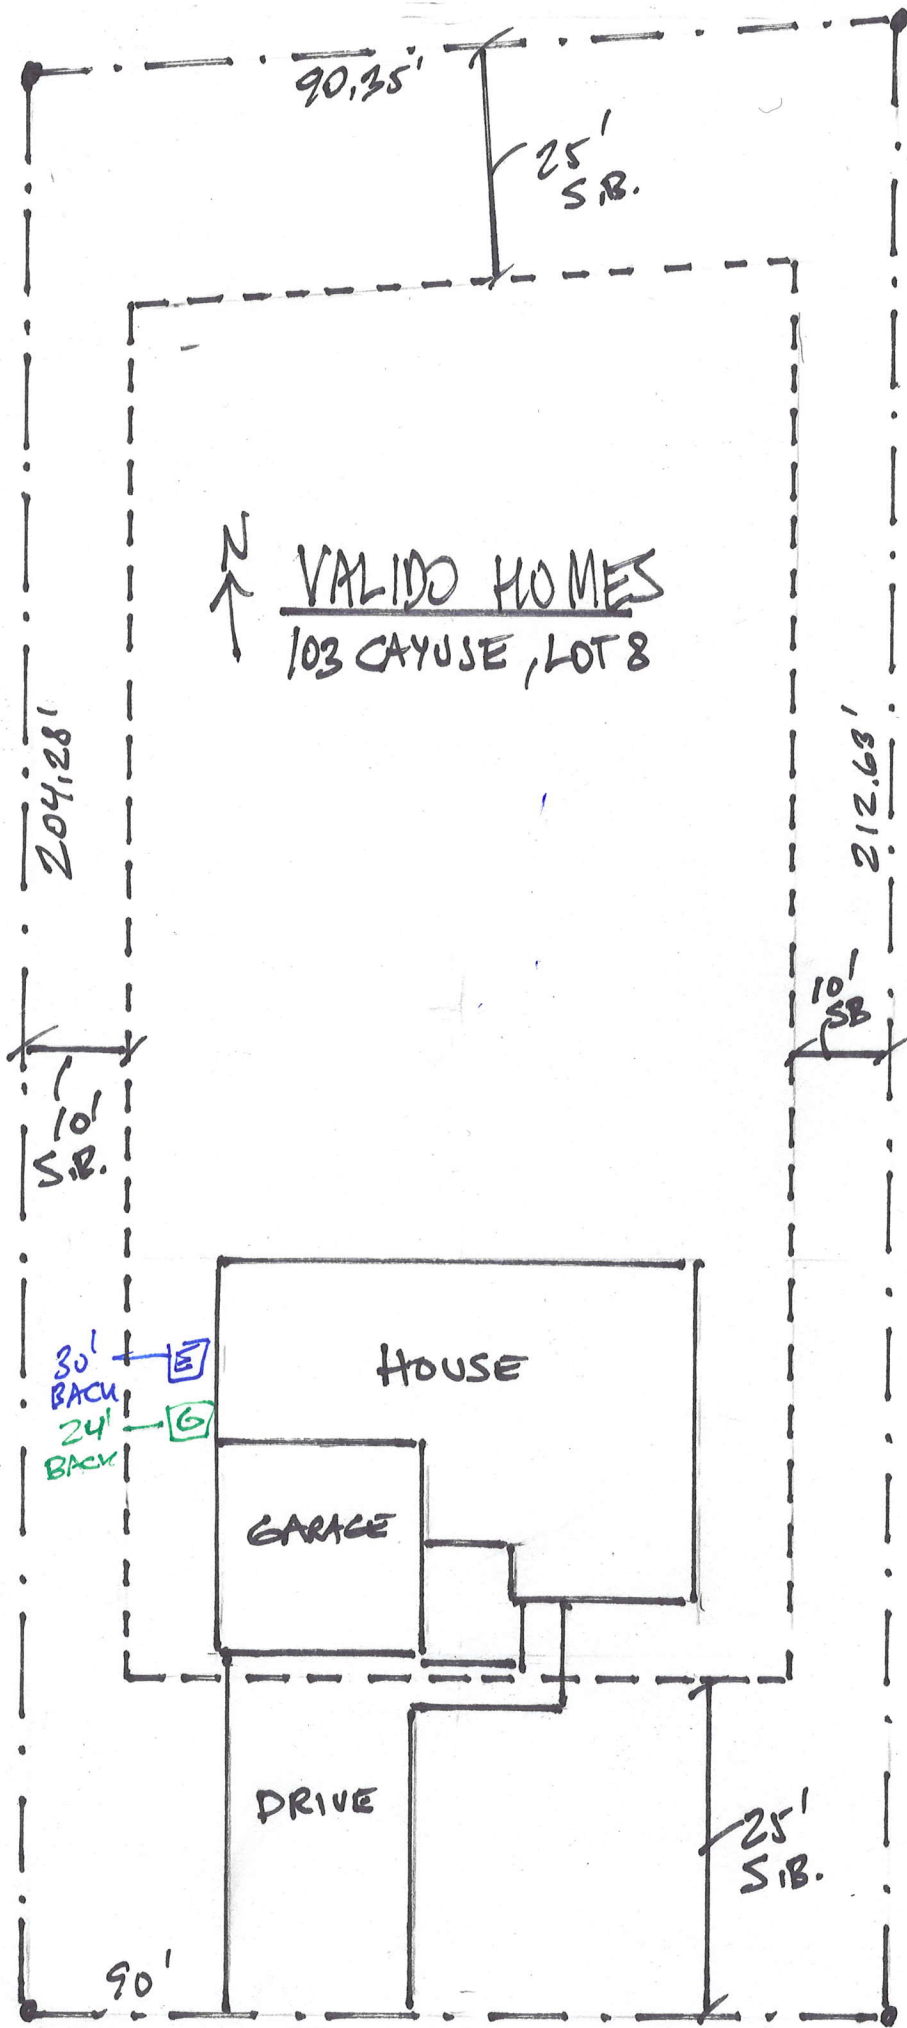 90.35'
25'
S.B.
N
VALIDO HOMES
103 CAYUSE, LOT 8
204.28'
212.63'
10'
SB
10'
S.B.
30'
BACK
E
HOUSE
24'
BACK
G
GARAGE
DRIVE
25'
S.B.
90'